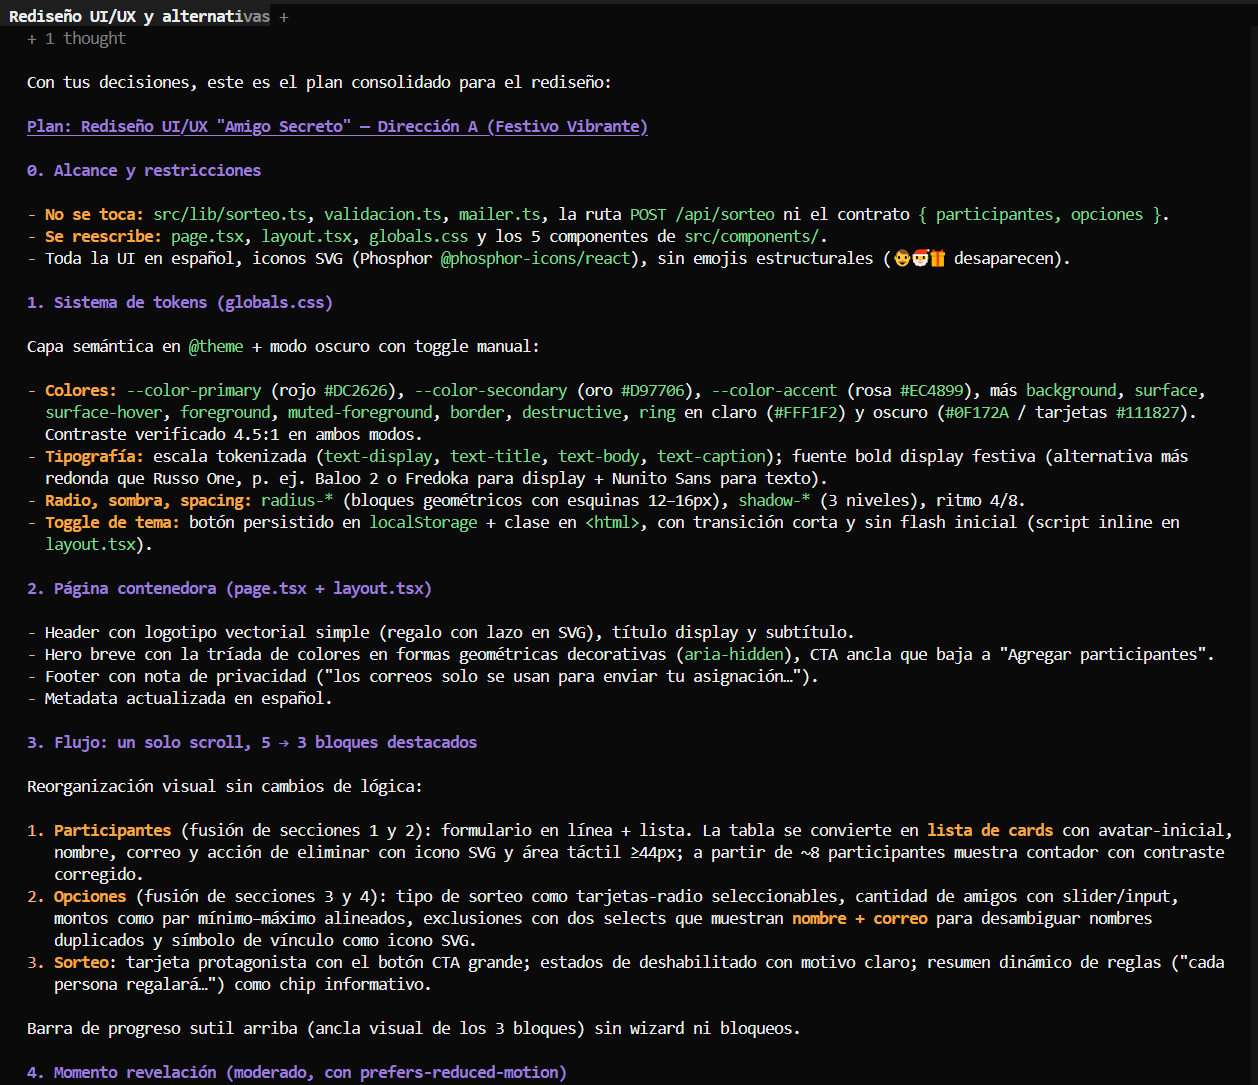 Rediseño UI/UX y alternativas +
+ 1 thought
Con tus decisiones, este es el plan consolidado para el rediseño:
Plan: Rediseño UI/UX "Amigo Secreto" — Dirección A (Festivo Vibrante)
0. Alcance y restricciones
- No se toca: src/lib/sorteo.ts, validacion.ts, mailer.ts, la ruta POST /api/sorteo ni el contrato { participantes, opciones }.
- Se reescribe: page.tsx, layout.tsx, globals.css y los 5 componentes de src/components/.
- Toda la UI en español, iconos SVG (Phosphor @phosphor-icons/react), sin emojis estructurales (🤶🎅🎁 desaparecen).
1. Sistema de tokens (globals.css)
Capa semántica en @theme + modo oscuro con toggle manual:
- Colores: --color-primary (rojo #DC2626), --color-secondary (oro #D97706), --color-accent (rosa #EC4899), más background, surface,
surface-hover, foreground, muted-foreground, border, destructive, ring en claro (#FFF1F2) y oscuro (#0F172A / tarjetas #111827).
Contraste verificado 4.5:1 en ambos modos.
- Tipografía: escala tokenizada (text-display, text-title, text-body, text-caption); fuente bold display festiva (alternativa más
redonda que Russo One, p. ej. Baloo 2 o Fredoka para display + Nunito Sans para texto).
- Radio, sombra, spacing: radius-* (bloques geométricos con esquinas 12–16px), shadow-* (3 niveles), ritmo 4/8.
- Toggle de tema: botón persistido en localStorage + clase en <html>, con transición corta y sin flash inicial (script inline en
layout.tsx).
2. Página contenedora (page.tsx + layout.tsx)
- Header con logotipo vectorial simple (regalo con lazo en SVG), título display y subtítulo.
- Hero breve con la tríada de colores en formas geométricas decorativas (aria-hidden), CTA ancla que baja a "Agregar participantes".
- Footer con nota de privacidad ("los correos solo se usan para enviar tu asignación…").
- Metadata actualizada en español.
3. Flujo: un solo scroll, 5 → 3 bloques destacados
Reorganización visual sin cambios de lógica:
1. Participantes (fusión de secciones 1 y 2): formulario en línea + lista. La tabla se convierte en lista de cards con avatar-inicial,
nombre, correo y acción de eliminar con icono SVG y área táctil ≥44px; a partir de ~8 participantes muestra contador con contraste
corregido.
2. Opciones (fusión de secciones 3 y 4): tipo de sorteo como tarjetas-radio seleccionables, cantidad de amigos con slider/input,
montos como par mínimo–máximo alineados, exclusiones con dos selects que muestran nombre + correo para desambiguar nombres
duplicados y símbolo de vínculo como icono SVG.
3. Sorteo: tarjeta protagonista con el botón CTA grande; estados de deshabilitado con motivo claro; resumen dinámico de reglas ("cada
persona regalará…") como chip informativo.
Barra de progreso sutil arriba (ancla visual de los 3 bloques) sin wizard ni bloqueos.
4. Momento revelación (moderado, con prefers-reduced-motion)